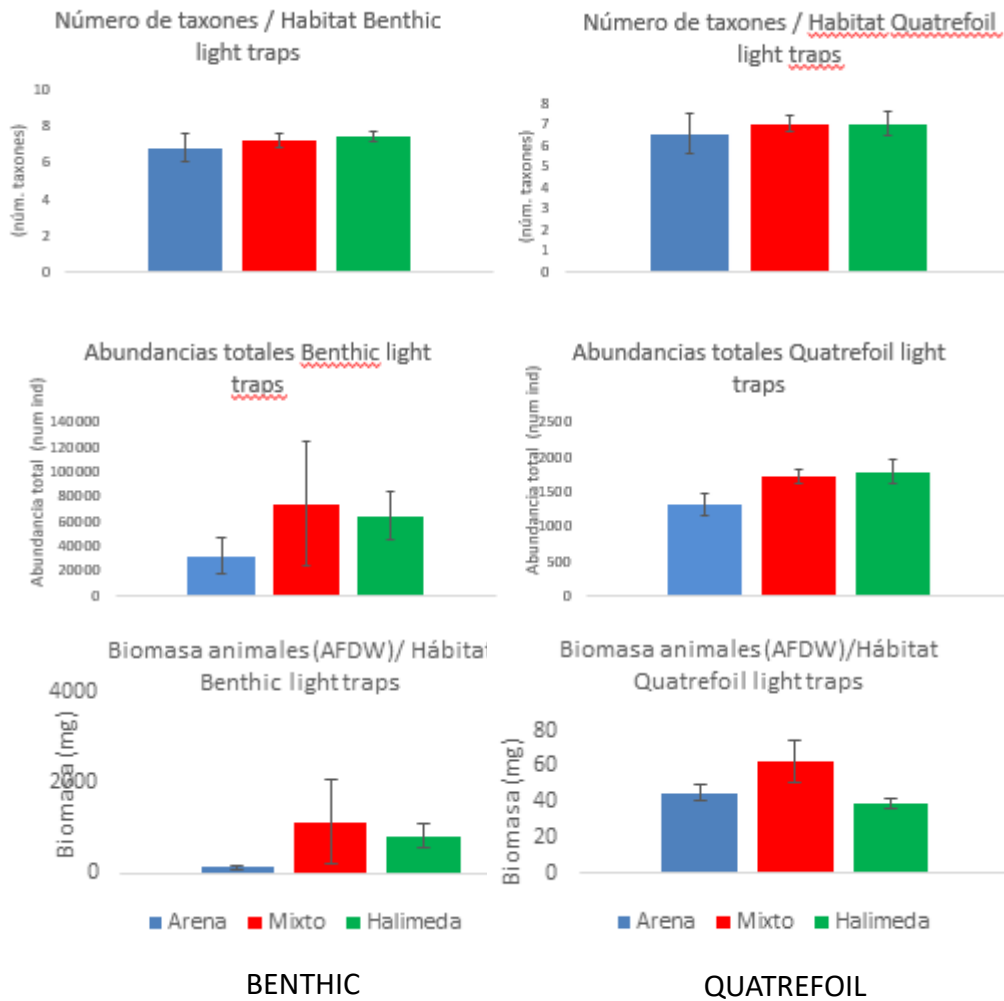 Número de taxones / Habitat Benthic
light traps
(núm. taxones)
10
8
6
4
2
0
Número de taxones / Habitat Quatrefoil
light traps
(núm. taxones)
8
7
6
5
4
3
2
1
0
Abundancias totales Benthic light
traps
Abundancia total (num ind)
140000
120000
100000
80000
60000
40000
20000
0
Abundancias totales Quatrefoil light
traps
Abundancia total (num ind
2500
2000
1500
1000
500
0
Biomasa animales (AFDW)/ Hábitat
Benthic light traps
Biomasa (mg)
4000
2000
0
Arena Mixto Halimeda
Biomasa animales (AFDW)/Hábitat
Quatrefoil light traps
Biomasa (mg)
80
60
40
20
0
Arena Mixto Halimeda
BENTHIC
QUATREFOIL